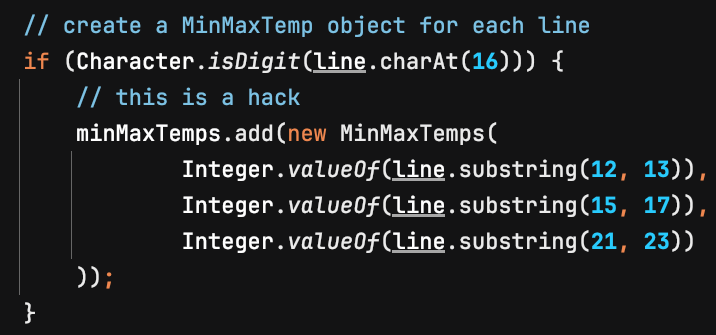 // create a MinMaxTemp object for each line
if (Character.isDigit(line.charAt(16))) {
// this is a hack
minMaxTemps.add(new MinMaxTemps(
Integer.valueOf(line.substring(12, 13)),
Integer.valueOf(line.substring(15, 17)),
Integer.valueOf(line.substring(21, 23))
));
}